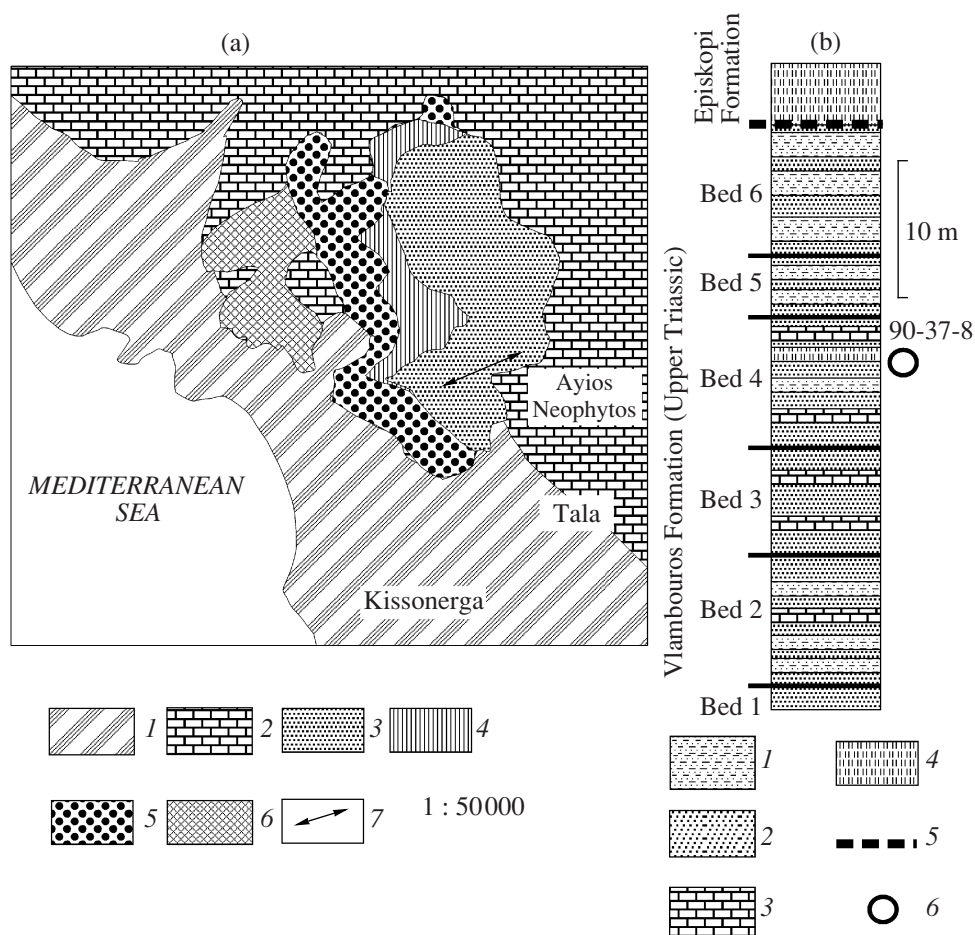 (a)
(b)
Episkopi
Formation
Vlambouros Formation (Upper Triassic)
Bed 6
Bed 5
Bed 4
Bed 3
Bed 2
Bed 1
10 m
90-37-8
Ayios
Neophytos
MEDITERRANEAN
SEA
Tala
Kissonerga
1
2
3
4
5
6
7
1 : 50 000
1
2
3
4
5
6